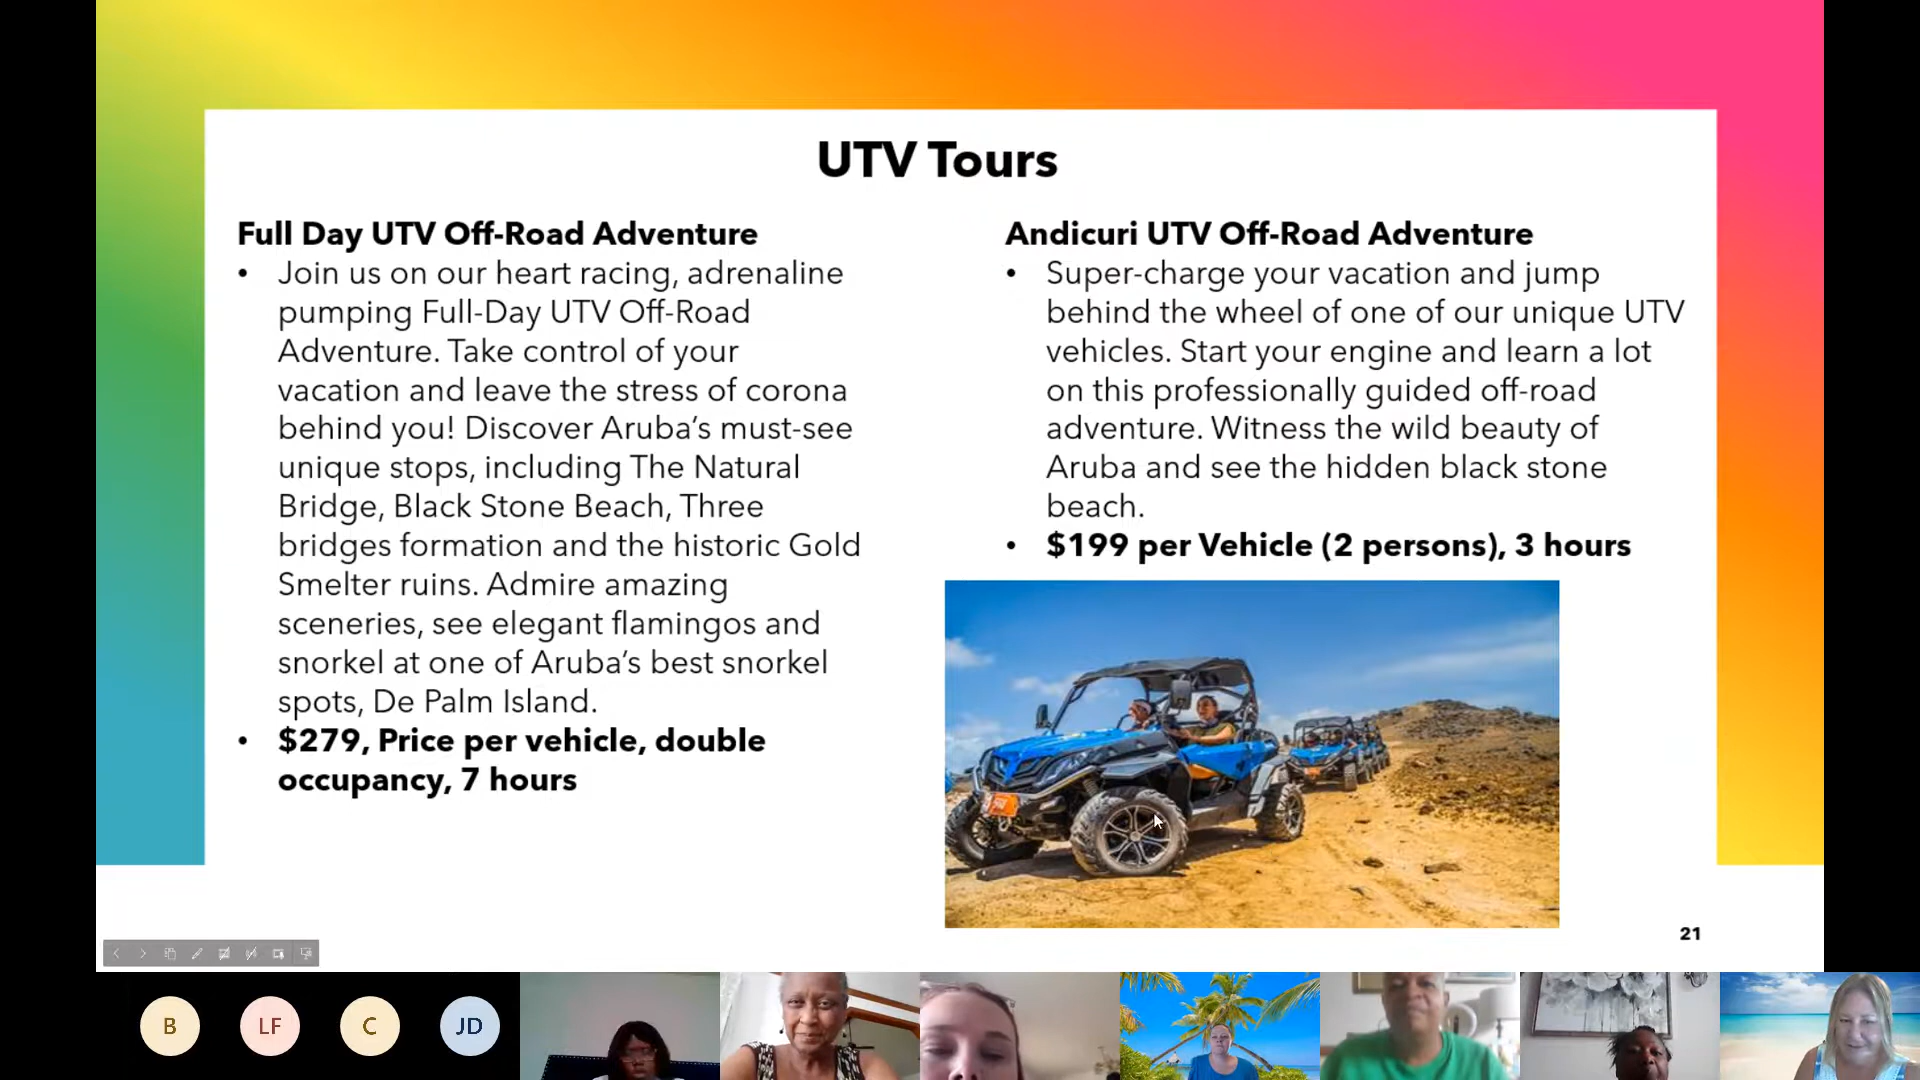 UTV Tours
Full Day UTV Off-Road Adventure
• Join us on our heart racing, adrenaline
pumping Full-Day UTV Off-Road
Adventure. Take control of your
vacation and leave the stress of corona
behind you! Discover Aruba’s must-see
unique stops, including The Natural
Bridge, Black Stone Beach, Three
bridges formation and the historic Gold
Smelter ruins. Admire amazing
sceneries, see elegant flamingos and
snorkel at one of Aruba’s best snorkel
spots, De Palm Island.
• $279, Price per vehicle, double
occupancy, 7 hours
Andicuri UTV Off-Road Adventure
• Super-charge your vacation and jump
behind the wheel of one of our unique UTV
vehicles. Start your engine and learn a lot
on this professionally guided off-road
adventure. Witness the wild beauty of
Aruba and see the hidden black stone
beach.
• $199 per Vehicle (2 persons), 3 hours
21
B
LF
C
JD